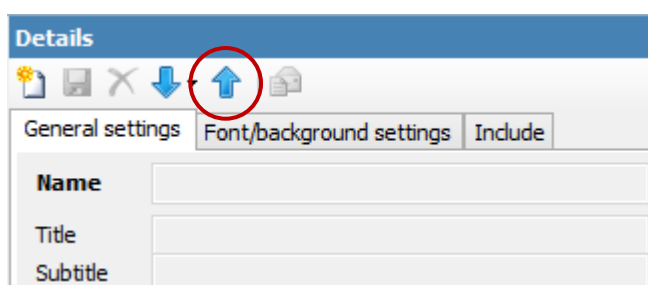 Details
General settings Font/background settings Include
Name
Title
Subtitle